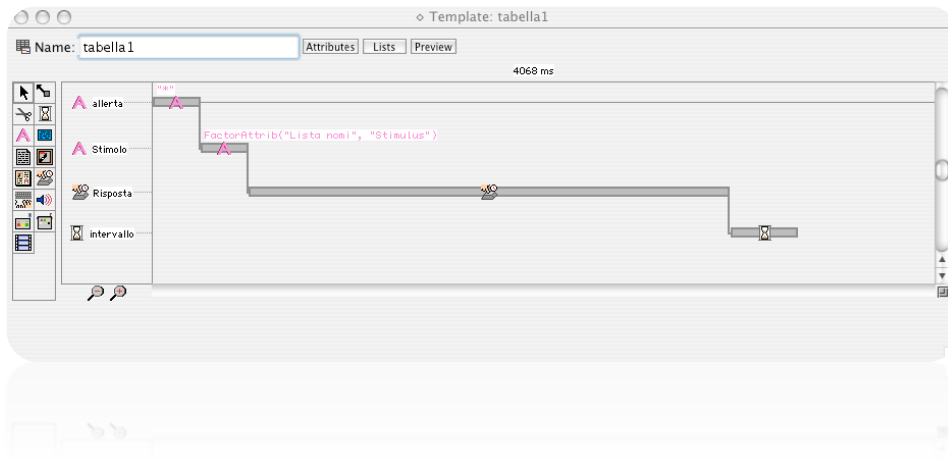 ◇ Template: tabella1
Name: tabella1 Attributes Lists Preview
4068 ms
"*"
allerta
FactorAttrib("Lista nomi", "Stimulus")
Stimolo
Risposta
intervallo